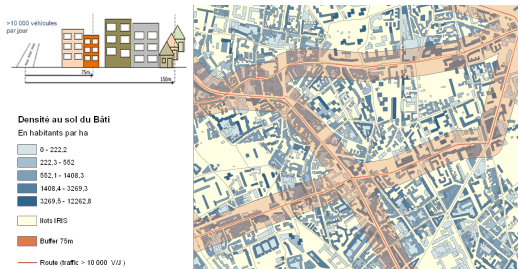 >10 000 véhicules
par jour
75m
150m
Densité au sol du Bâti
En habitants par ha
0 - 222,2
222,3 - 552
552,1 - 1408,3
1408,4 - 3269,3
3269,5 - 12262,8
Ilots IRIS
Buffer 75m
Route (traffic > 10 000 V/J )